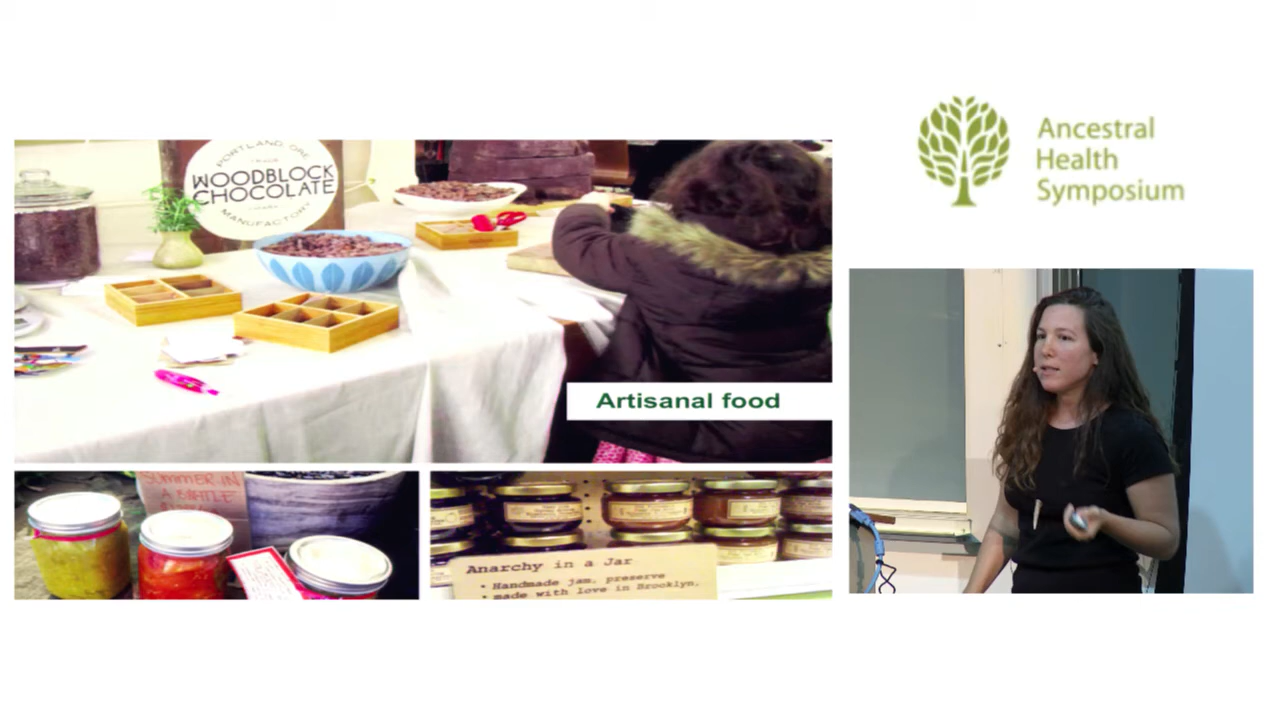 PORTLAND, ORE
WOODBLOCK
CHOCOLATE
MANUFACTORY
Artisanal food
SUMMER IN
A BOTTLE
Anarchy in a Jar
• Handmade jam, preserve
• made with love in Brooklyn,
Ancestral
Health
Symposium